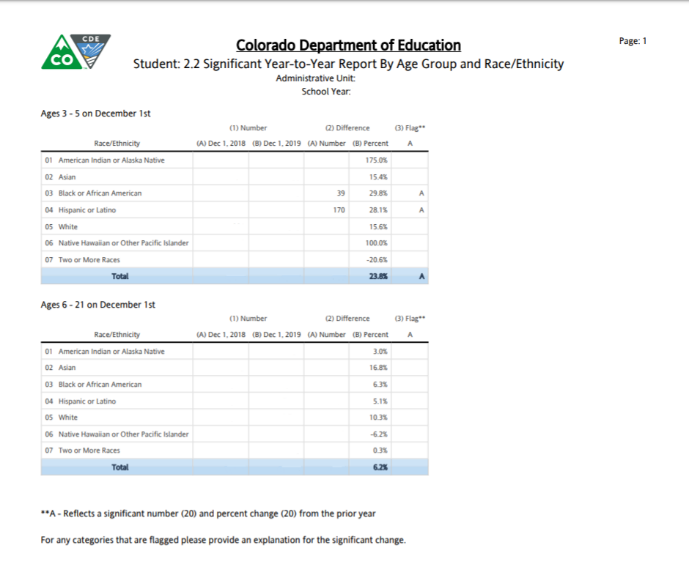 CDE
CO
Colorado Department of Education
Page: 1
Student: 2.2 Significant Year-to-Year Report By Age Group and Race/Ethnicity
Administrative Unit:
School Year:
Ages 3 - 5 on December 1st
(1) Number (2) Difference (3) Flag**
Race/Ethnicity (A) Dec 1, 2018 (B) Dec 1, 2019 (A) Number (B) Percent A
01 American Indian or Alaska Native 175.0%
02 Asian 15.4%
03 Black or African American 39 29.8% A
04 Hispanic or Latino 170 28.1% A
05 White 15.6%
06 Native Hawaiian or Other Pacific Islander 100.0%
07 Two or More Races -20.6%
Total 23.8% A
Ages 6 - 21 on December 1st
(1) Number (2) Difference (3) Flag**
Race/Ethnicity (A) Dec 1, 2018 (B) Dec 1, 2019 (A) Number (B) Percent A
01 American Indian or Alaska Native 3.0%
02 Asian 16.8%
03 Black or African American 6.3%
04 Hispanic or Latino 5.1%
05 White 10.3%
06 Native Hawaiian or Other Pacific Islander -6.2%
07 Two or More Races 0.3%
Total 6.2%
**A - Reflects a significant number (20) and percent change (20) from the prior year
For any categories that are flagged please provide an explanation for the significant change.